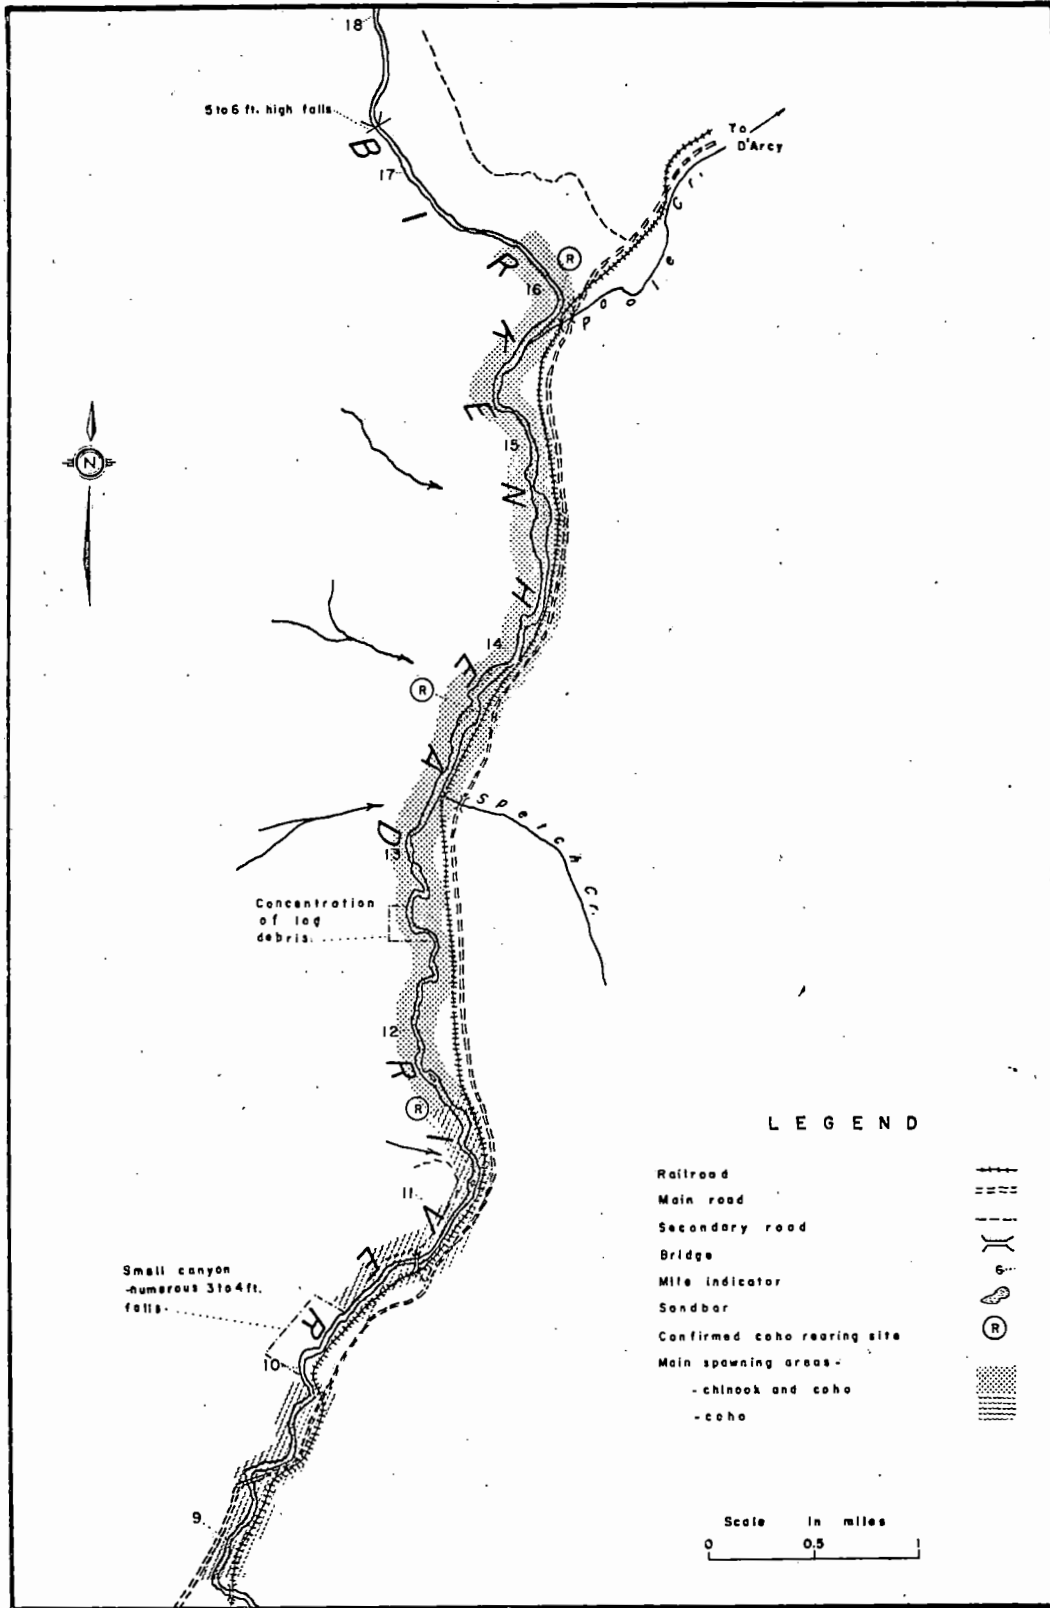 18
5 to 6 ft. high falls
To
D'Arcy
17
R
16
Poole Cr.
15
N
14
R
Spetch Cr.
13
Concentration
of log
debris.
12
R
11
Small canyon
-numerous 3 to 4 ft.
falls.
10
9
BIRKENHEAD RIVER
LEGEND
Railroad
Main road
Secondary road
Bridge
Mile indicator
6
Sandbar
Confirmed coho rearing site
R
Main spawning areas-
- chinook and coho
- coho
Scale in miles
0 0.5 1